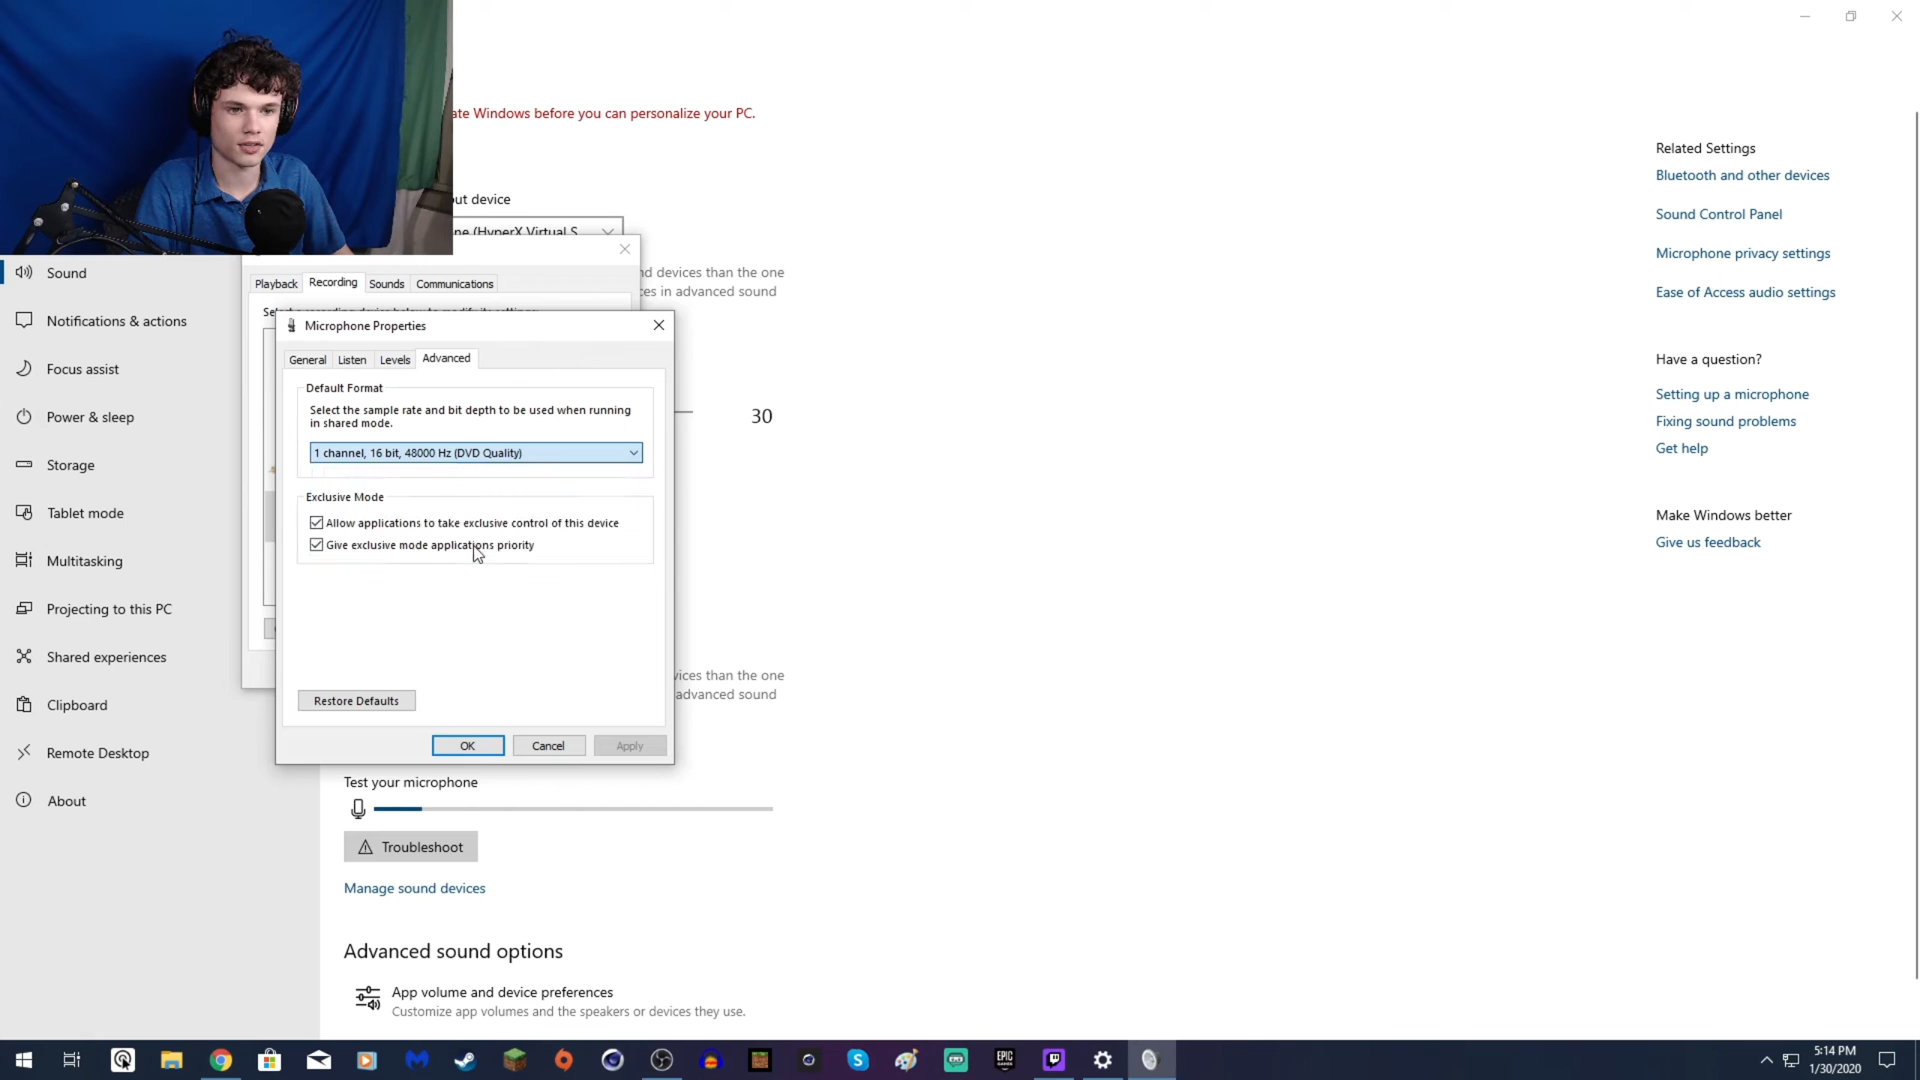 ate Windows before you can personalize your PC.
ut device
ne (HyperX Virtual S
nd devices than the one
ces in advanced sound
Sound
Notifications & actions
Focus assist
Power & sleep
Storage
Tablet mode
Multitasking
Projecting to this PC
Shared experiences
Clipboard
Remote Desktop
About
Playback Recording Sounds Communications
Microphone Properties
General Listen Levels Advanced
Default Format
Select the sample rate and bit depth to be used when running
in shared mode.
1 channel, 16 bit, 48000 Hz (DVD Quality)
Exclusive Mode
Allow applications to take exclusive control of this device
Give exclusive mode applications priority
Restore Defaults
OK Cancel Apply
30
vices than the one
advanced sound
Test your microphone
Troubleshoot
Manage sound devices
Advanced sound options
App volume and device preferences
Customize app volumes and the speakers or devices they use.
Related Settings
Bluetooth and other devices
Sound Control Panel
Microphone privacy settings
Ease of Access audio settings
Have a question?
Setting up a microphone
Fixing sound problems
Get help
Make Windows better
Give us feedback
EPIC
GAMES
5:14 PM
1/30/2020